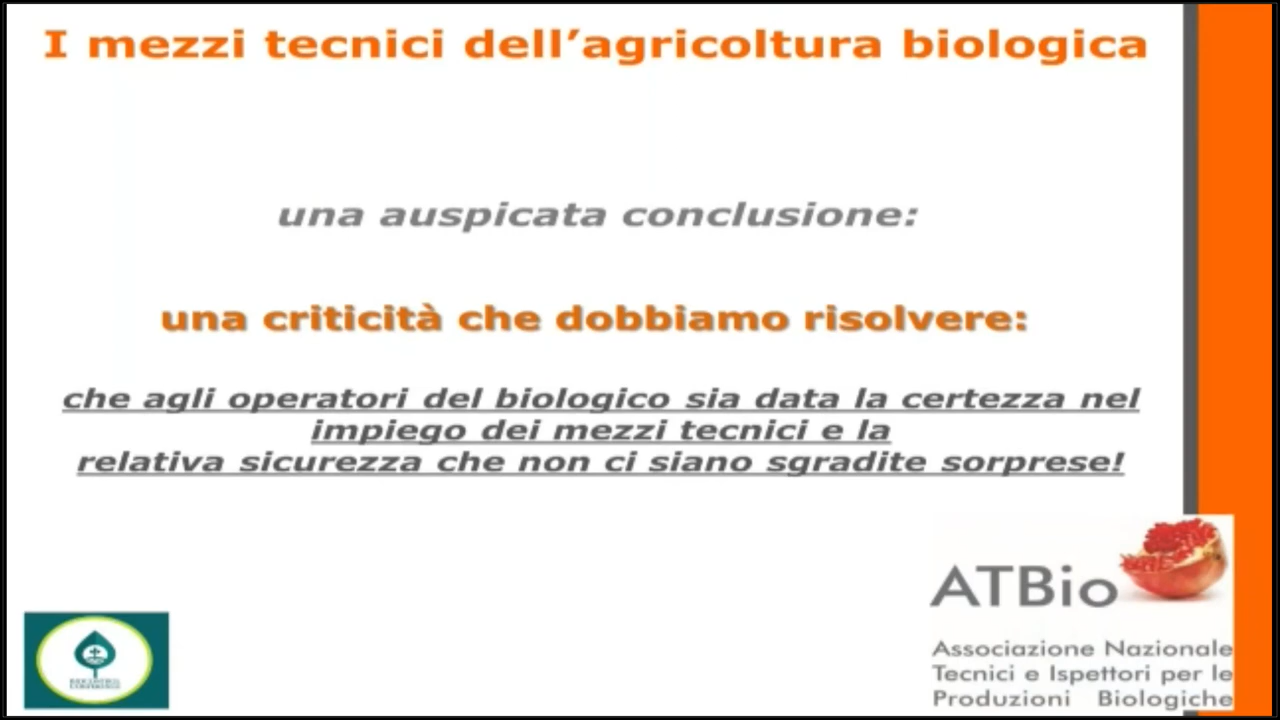 I mezzi tecnici dell’agricoltura biologica
una auspicata conclusione:
una criticità che dobbiamo risolvere:
che agli operatori del biologico sia data la certezza nel
impiego dei mezzi tecnici e la
relativa sicurezza che non ci siano sgradite sorprese!
ATBio
Associazione Nazionale
Tecnici e Ispettori per le
Produzioni Biologiche